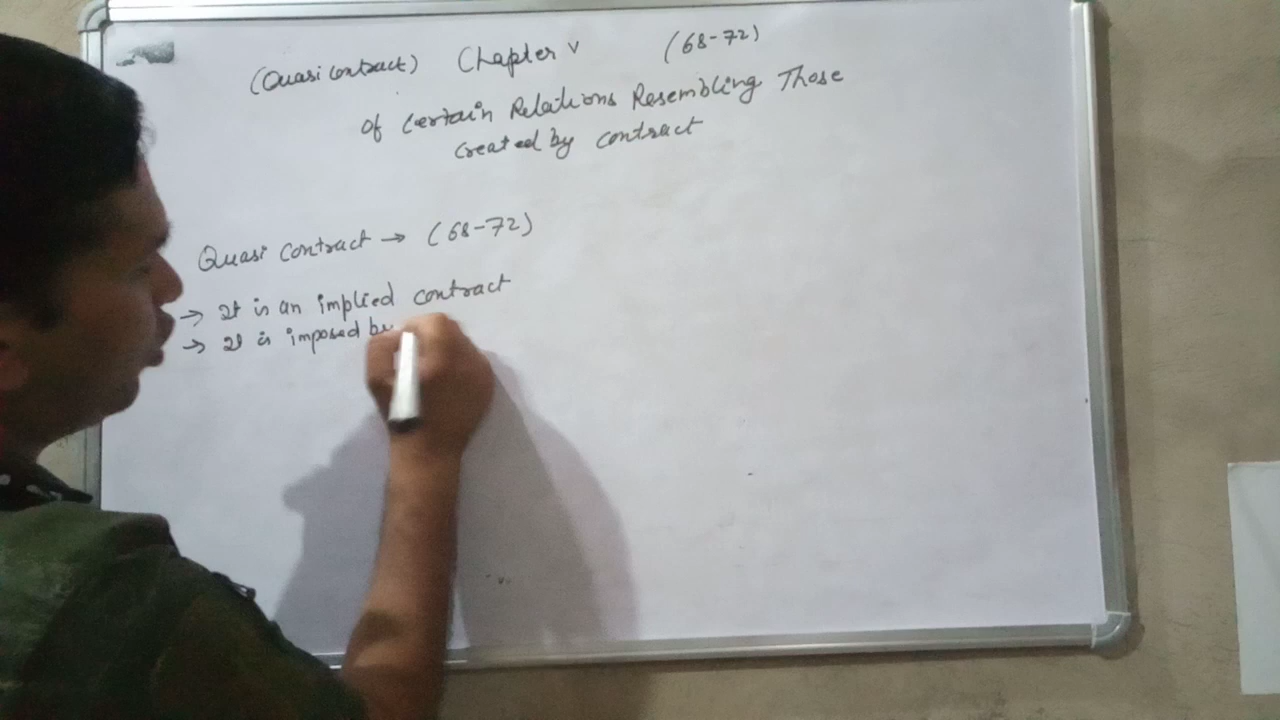 (Quasi contract) Chapter V (68-72)
Of Certain Relations Resembling Those
Created by contract
Quasi contract → (68-72)
→ It is an implied contract
→ It is imposed by